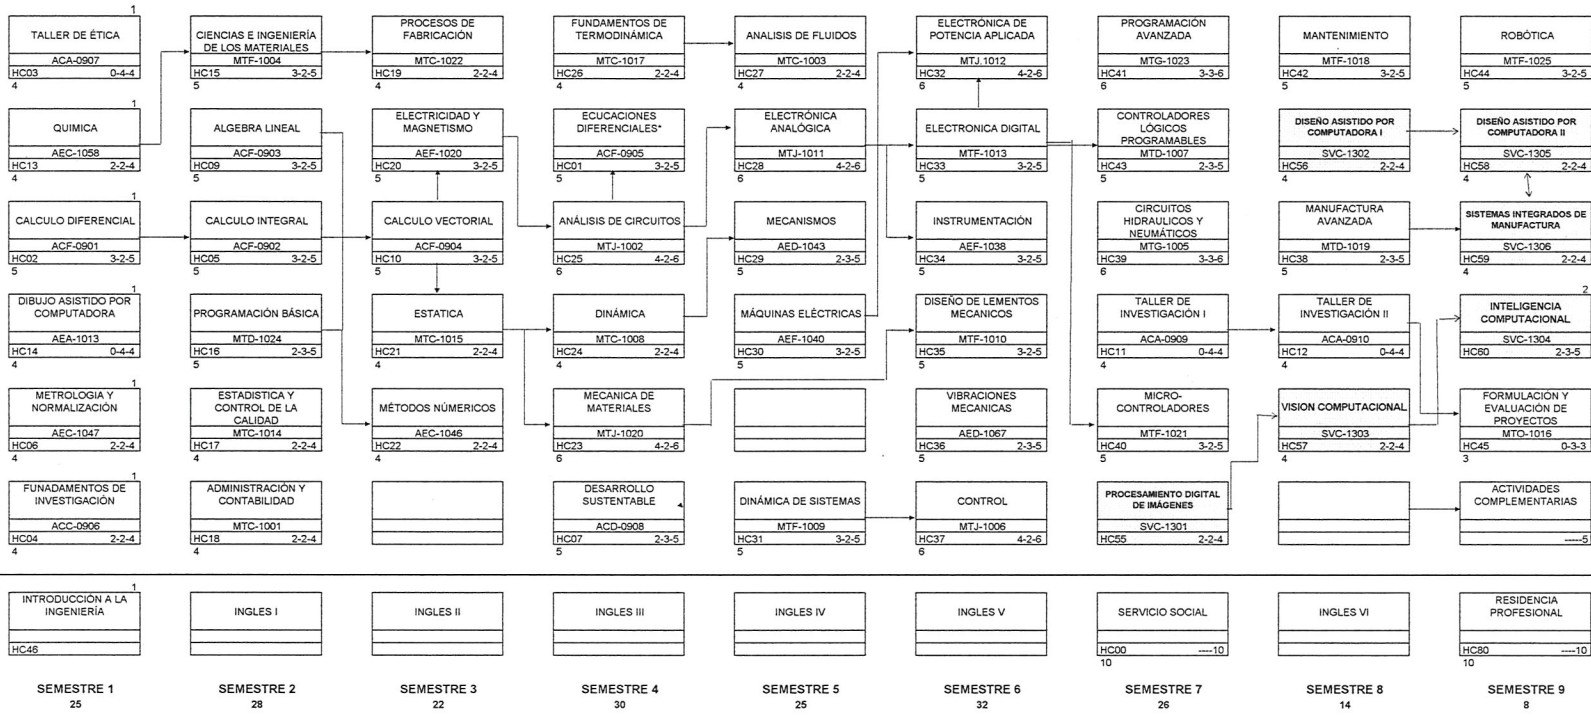 1
TALLER DE ÉTICA
ACA-0907
HC03 0-4-4
4
CIENCIAS E INGENIERÍA
DE LOS MATERIALES
MTF-1004
HC15 3-2-5
5
PROCESOS DE
FABRICACIÓN
MTC-1022
HC19 2-2-4
4
FUNDAMENTOS DE
TERMODINÁMICA
MTC-1017
HC26 2-2-4
4
ANALISIS DE FLUIDOS
MTC-1003
HC27 2-2-4
4
ELECTRÓNICA DE
POTENCIA APLICADA
MTJ.1012
HC32 4-2-6
6
PROGRAMACIÓN
AVANZADA
MTG-1023
HC41 3-3-6
6
MANTENIMIENTO
MTF-1018
HC42 3-2-5
5
ROBÓTICA
MTF-1025
HC44 3-2-5
5
1
QUIMICA
AEC-1058
HC13 2-2-4
4
ALGEBRA LINEAL
ACF-0903
HC09 3-2-5
5
ELECTRICIDAD Y
MAGNETISMO
AEF-1020
HC20 3-2-5
5
ECUCACIONES
DIFERENCIALES*
ACF-0905
HC01 3-2-5
5
ELECTRÓNICA
ANALÓGICA
MTJ-1011
HC28 4-2-6
6
ELECTRONICA DIGITAL
MTF-1013
HC33 3-2-5
5
CONTROLADORES
LÓGICOS
PROGRAMABLES
MTD-1007
HC43 2-3-5
5
DISEÑO ASISTIDO POR
COMPUTADORA I
SVC-1302
HC56 2-2-4
4
DISEÑO ASISTIDO POR
COMPUTADORA II
SVC-1305
HC58 2-2-4
4
1
CALCULO DIFERENCIAL
ACF-0901
HC02 3-2-5
5
CALCULO INTEGRAL
ACF-0902
HC05 3-2-5
5
CALCULO VECTORIAL
ACF-0904
HC10 3-2-5
5
ANÁLISIS DE CIRCUITOS
MTJ-1002
HC25 4-2-6
6
MECANISMOS
AED-1043
HC29 2-3-5
5
INSTRUMENTACIÓN
AEF-1038
HC34 3-2-5
5
CIRCUITOS
HIDRAULICOS Y
NEUMÁTICOS
MTG-1005
HC39 3-3-6
6
MANUFACTURA
AVANZADA
MTD-1019
HC38 2-3-5
5
SISTEMAS INTEGRADOS DE
MANUFACTURA
SVC-1306
HC59 2-2-4
4
1
DIBUJO ASISTIDO POR
COMPUTADORA
AEA-1013
HC14 0-4-4
4
PROGRAMACIÓN BÁSICA
MTD-1024
HC16 2-3-5
5
ESTATICA
MTC-1015
HC21 2-2-4
4
DINÁMICA
MTC-1008
HC24 2-2-4
4
MÁQUINAS ELÉCTRICAS
AEF-1040
HC30 3-2-5
5
DISEÑO DE LEMENTOS
MECANICOS
MTF-1010
HC35 3-2-5
5
TALLER DE
INVESTIGACIÓN I
ACA-0909
HC11 0-4-4
4
TALLER DE
INVESTIGACIÓN II
ACA-0910
HC12 0-4-4
4
2
INTELIGENCIA
COMPUTACIONAL
SVC-1304
HC60 2-3-5
1
METROLOGIA Y
NORMALIZACIÓN
AEC-1047
HC06 2-2-4
4
ESTADISTICA Y
CONTROL DE LA
CALIDAD
MTC-1014
HC17 2-2-4
4
MÉTODOS NÚMERICOS
AEC-1046
HC22 2-2-4
4
MECANICA DE
MATERIALES
MTJ-1020
HC23 4-2-6
6
VIBRACIONES
MECANICAS
AED-1067
HC36 2-3-5
5
MICRO-
CONTROLADORES
MTF-1021
HC40 3-2-5
5
VISION COMPUTACIONAL
SVC-1303
HC57 2-2-4
4
FORMULACIÓN Y
EVALUACIÓN DE
PROYECTOS
MTO-1016
HC45 0-3-3
3
FUNADAMENTOS DE
INVESTIGACIÓN
ACC-0906
HC04 2-2-4
4
ADMINISTRACIÓN Y
CONTABILIDAD
MTC-1001
HC18 2-2-4
4
DESARROLLO
SUSTENTABLE
ACD-0908
HC07 2-3-5
5
DINÁMICA DE SISTEMAS
MTF-1009
HC31 3-2-5
5
CONTROL
MTJ-1006
HC37 4-2-6
6
PROCESAMIENTO DIGITAL
DE IMÁGENES
SVC-1301
HC55 2-2-4
ACTIVIDADES
COMPLEMENTARIAS
-----5
1
INTRODUCCIÓN A LA
INGENIERÍA
HC46
INGLES I
INGLES II
INGLES III
INGLES IV
INGLES V
SERVICIO SOCIAL
HC00 ----10
10
INGLES VI
RESIDENCIA
PROFESIONAL
HC80 ----10
10
SEMESTRE 1 SEMESTRE 2 SEMESTRE 3 SEMESTRE 4 SEMESTRE 5 SEMESTRE 6 SEMESTRE 7 SEMESTRE 8 SEMESTRE 9
25 28 22 30 25 32 26 14 8